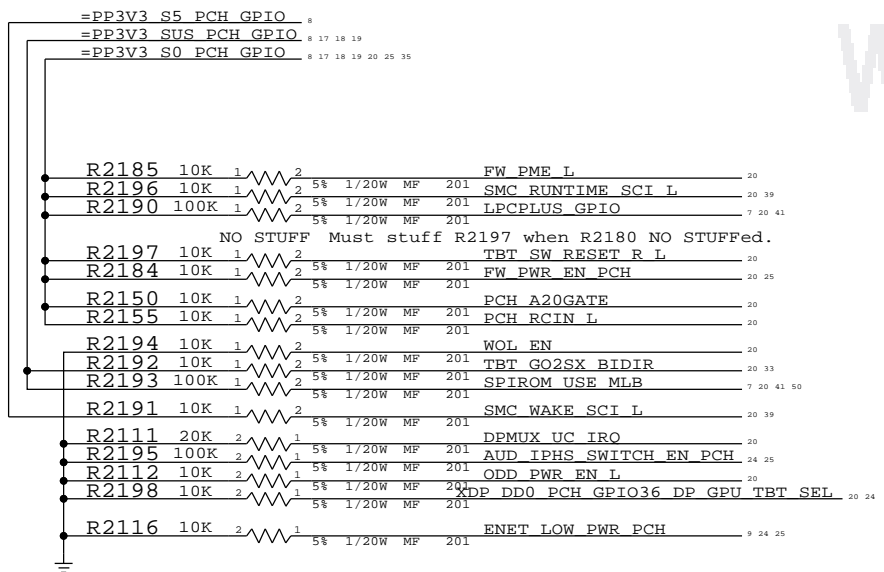 =PP3V3_S5_PCH_GPIO 8
=PP3V3_SUS_PCH_GPIO 8 17 18 19
=PP3V3_S0_PCH_GPIO 8 17 18 19 20 25 35
R2185 10K 1 2 5% 1/20W MF 201 FW_PME_L 20
R2196 10K 1 2 5% 1/20W MF 201 SMC_RUNTIME_SCI_L 20 39
R2190 100K 1 2 5% 1/20W MF 201 LPCPLUS_GPIO 7 20 41
NO STUFF Must stuff R2197 when R2180 NO STUFFed.
R2197 10K 1 2 5% 1/20W MF 201 TBT_SW_RESET_R_L 20
R2184 10K 1 2 5% 1/20W MF 201 FW_PWR_EN_PCH 20 25
R2150 10K 1 2 5% 1/20W MF 201 PCH_A20GATE 20
R2155 10K 1 2 5% 1/20W MF 201 PCH_RCIN_L 20
R2194 10K 1 2 5% 1/20W MF 201 WOL_EN 20
R2192 10K 1 2 5% 1/20W MF 201 TBT_GO2SX_BIDIR 20 33
R2193 100K 1 2 5% 1/20W MF 201 SPIROM_USE_MLB 7 20 41 50
R2191 10K 1 2 5% 1/20W MF 201 SMC_WAKE_SCI_L 20 39
R2111 20K 2 1 5% 1/20W MF 201 DPMUX_UC_IRQ 20
R2195 100K 2 1 5% 1/20W MF 201 AUD_IPHS_SWITCH_EN_PCH 24 25
R2112 10K 2 1 5% 1/20W MF 201 ODD_PWR_EN_L 20
R2198 10K 2 1 5% 1/20W MF 201 XDP_DD0_PCH_GPIO36_DP_GPU_TBT_SEL 20 24
R2116 10K 2 1 5% 1/20W MF 201 ENET_LOW_PWR_PCH 9 24 25